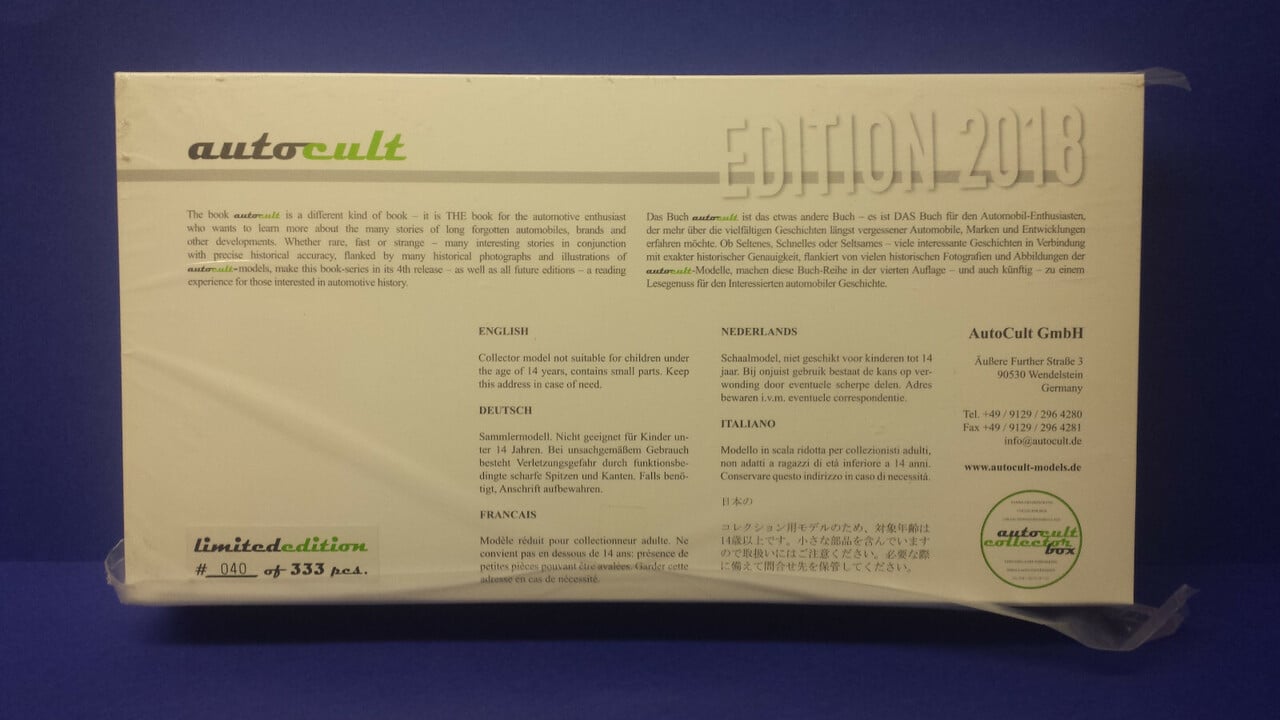 autocult
EDITION 2018
The book autocult is a different kind of book – it is THE book for the automotive enthusiast
who wants to learn more about the many stories of long forgotten automobiles, brands and
other developments. Whether rare, fast or strange – many interesting stories in conjunction
with precise historical accuracy, flanked by many historical photographs and illustrations of
autocult-models, make this book-series in its 4th release – as well as all future editions – a reading
experience for those interested in automotive history.
Das Buch autocult ist das etwas andere Buch – es ist DAS Buch für den Automobil-Enthusiasten,
der mehr über die vielfältigen Geschichten längst vergessener Automobile, Marken und Entwicklungen
erfahren möchte. Ob Seltenes, Schnelles oder Seltsames – viele interessante Geschichten in Verbindung
mit exakter historischer Genauigkeit, flankiert von vielen historischen Fotografien und Abbildungen der
autocult-Modelle, machen diese Buch-Reihe in der vierten Auflage – und auch künftig – zu einem
Lesegenuss für den Interessierten automobiler Geschichte.
ENGLISH
Collector model not suitable for children under
the age of 14 years, contains small parts. Keep
this address in case of need.
DEUTSCH
Sammlermodell. Nicht geeignet für Kinder un-
ter 14 Jahren. Bei unsachgemäßem Gebrauch
besteht Verletzungsgefahr durch funktionsbe-
dingte scharfe Spitzen und Kanten. Falls benö-
tigt, Anschrift aufbewahren.
FRANCAIS
Modèle réduit pour collectionneur adulte. Ne
convient pas en dessous de 14 ans: présence de
petites pièces pouvant être avalées. Garder cette
adresse en cas de nécessité.
NEDERLANDS
Schaalmodel, niet geschikt voor kinderen tot 14
jaar. Bij onjuist gebruik bestaat de kans op ver-
wonding door eventuele scherpe delen. Adres
bewaren i.v.m. eventuele correspondentie.
ITALIANO
Modello in scala ridotta per collezionisti adulti,
non adatti a ragazzi di età inferiore a 14 anni.
Conservare questo indirizzo in caso di necessità.
日本の
コレクション用モデルのため、対象年齢は
14歳以上です。小さな部品を含んでいます
ので取扱いにはご注意ください。必要な際
に備えて問合せ先を保管してください。
AutoCult GmbH
Äußere Further Straße 3
90530 Wendelstein
Germany
Tel. +49 / 9129 / 296 4280
Fax +49 / 9129 / 296 4281
info@autocult.de
www.autocult-models.de
autocult
collector
box
limitededition
# 040 of 333 pcs.